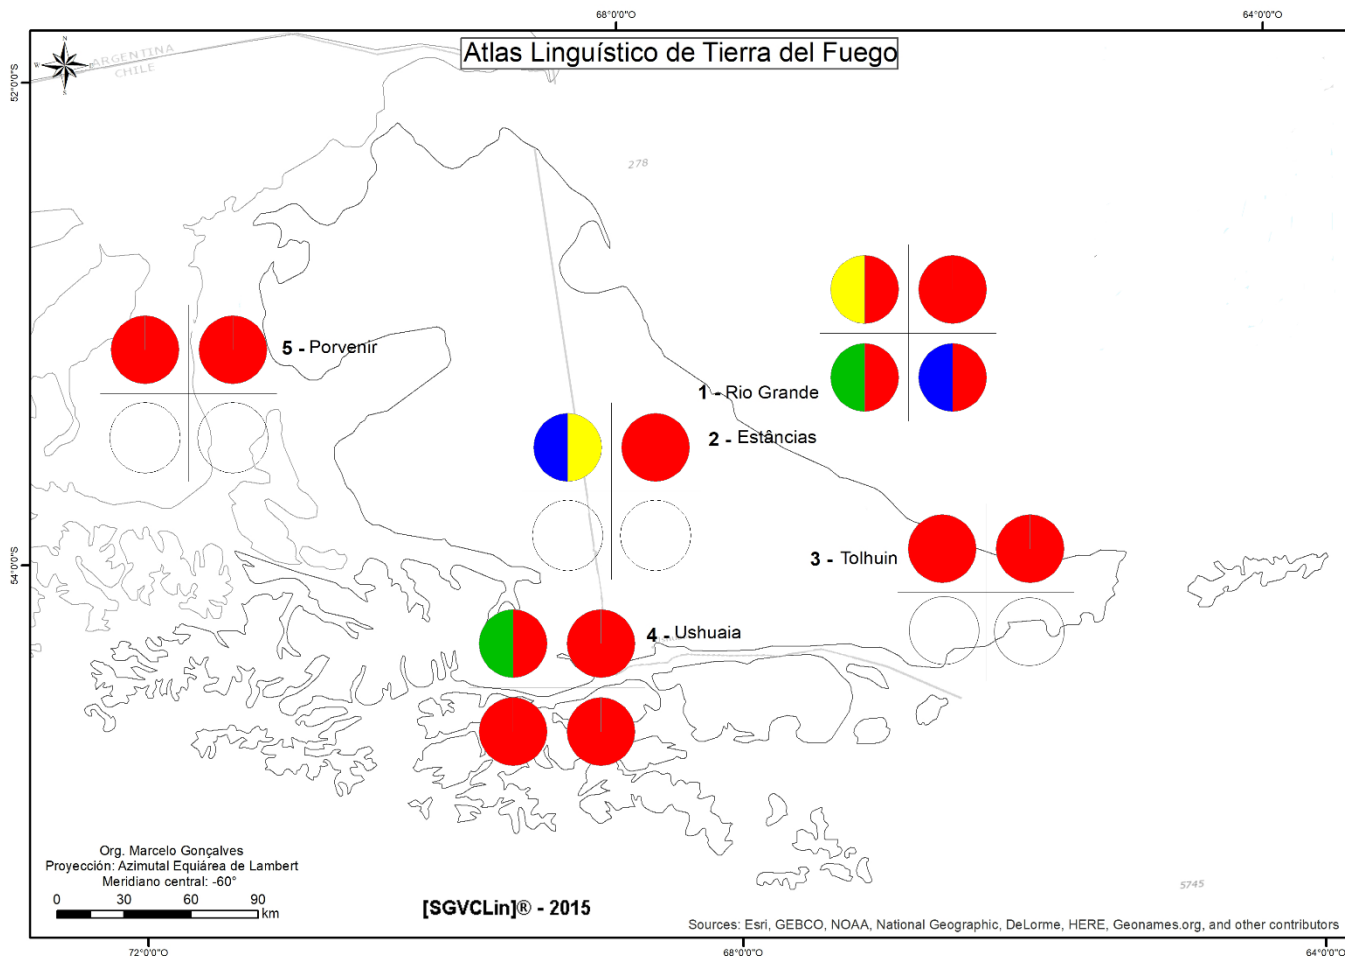 68°0'0"O
64°0'0"O
Atlas Linguístico de Tierra del Fuego
N
W
E
S
ARGENTINA
CHILE
52°0'0"S
278
5 - Porvenir
1 - Rio Grande
2 - Estâncias
3 - Tolhuin
54°0'0"S
4 - Ushuaia
Org. Marcelo Gonçalves
Proyección: Azimutal Equiárea de Lambert
Meridiano central: -60°
0 30 60 90
km
[SGVCLin]® - 2015
5745
Sources: Esri, GEBCO, NOAA, National Geographic, DeLorme, HERE, Geonames.org, and other contributors
72°0'0"O
68°0'0"O
64°0'0"O